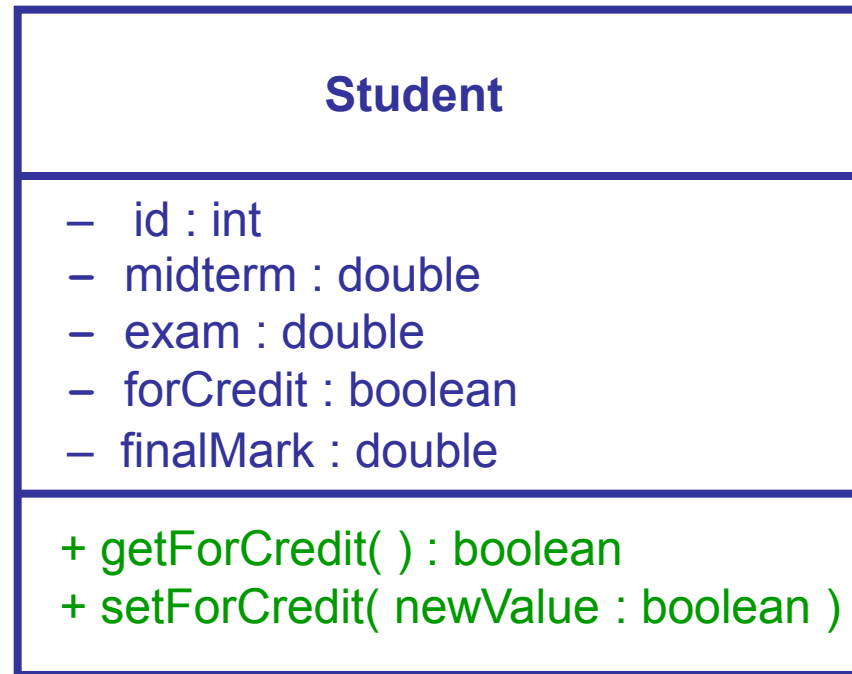 Student
– id : int
– midterm : double
– exam : double
– forCredit : boolean
– finalMark : double
+ getForCredit( ) : boolean
+ setForCredit( newValue : boolean )